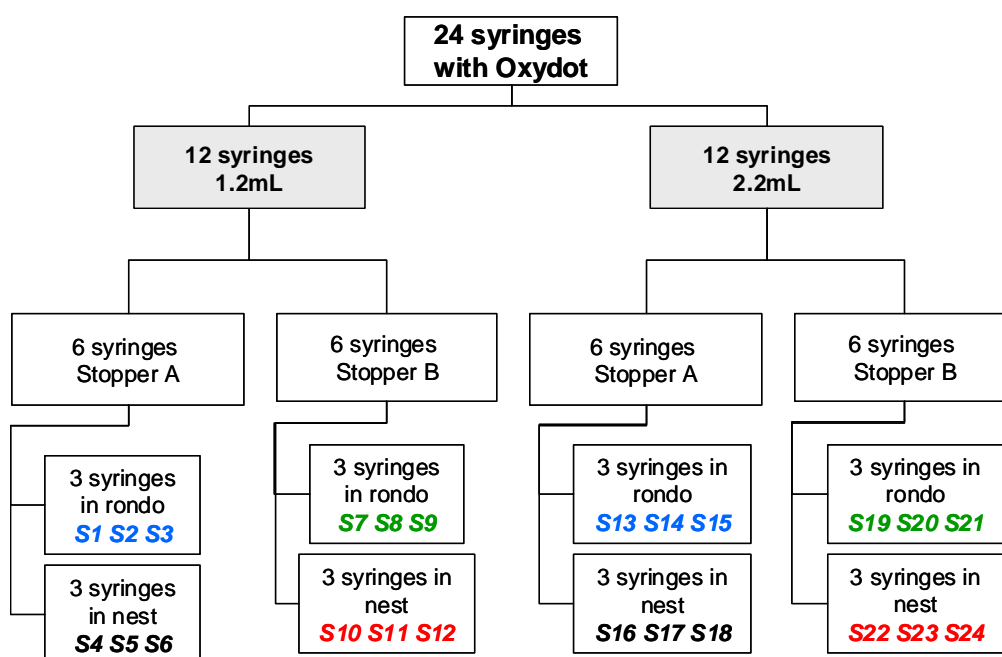 24 syringes
with Oxydot
12 syringes
1.2mL
12 syringes
2.2mL
6 syringes
Stopper A
6 syringes
Stopper B
6 syringes
Stopper A
6 syringes
Stopper B
3 syringes
in rondo
S1 S2 S3
3 syringes
in rondo
S7 S8 S9
3 syringes in
rondo
S13 S14 S15
3 syringes in
rondo
S19 S20 S21
3 syringes
in nest
S4 S5 S6
3 syringes in
nest
S10 S11 S12
3 syringes in
nest
S16 S17 S18
3 syringes in
nest
S22 S23 S24